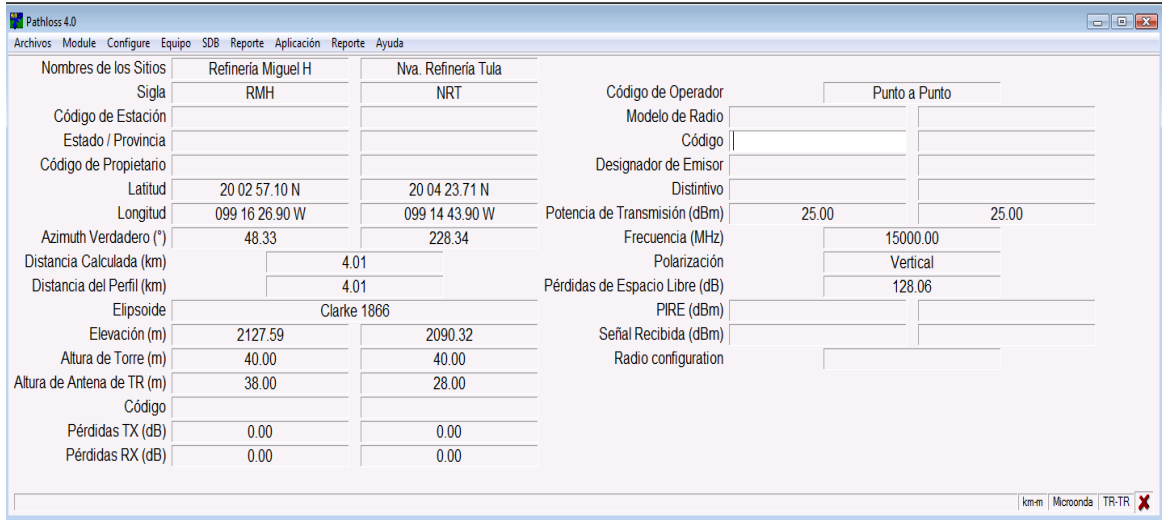 Pathloss 4.0
Archivos Module Configure Equipo SDB Reporte Aplicación Reporte Ayuda
Nombres de los Sitios Refinería Miguel H Nva. Refinería Tula
Sigla RMH NRT Código de Operador Punto a Punto
Código de Estación Modelo de Radio
Estado / Provincia Código
Código de Propietario Designador de Emisor
Latitud 20 02 57.10 N 20 04 23.71 N Distintivo
Longitud 099 16 26.90 W 099 14 43.90 W Potencia de Transmisión (dBm) 25.00 25.00
Azimuth Verdadero (°) 48.33 228.34 Frecuencia (MHz) 15000.00
Distancia Calculada (km) 4.01 Polarización Vertical
Distancia del Perfil (km) 4.01 Pérdidas de Espacio Libre (dB) 128.06
Elipsoide Clarke 1866 PIRE (dBm)
Elevación (m) 2127.59 2090.32 Señal Recibida (dBm)
Altura de Torre (m) 40.00 40.00 Radio configuration
Altura de Antena de TR (m) 38.00 28.00
Código
Pérdidas TX (dB) 0.00 0.00
Pérdidas RX (dB) 0.00 0.00
km-m Microonda TR-TR